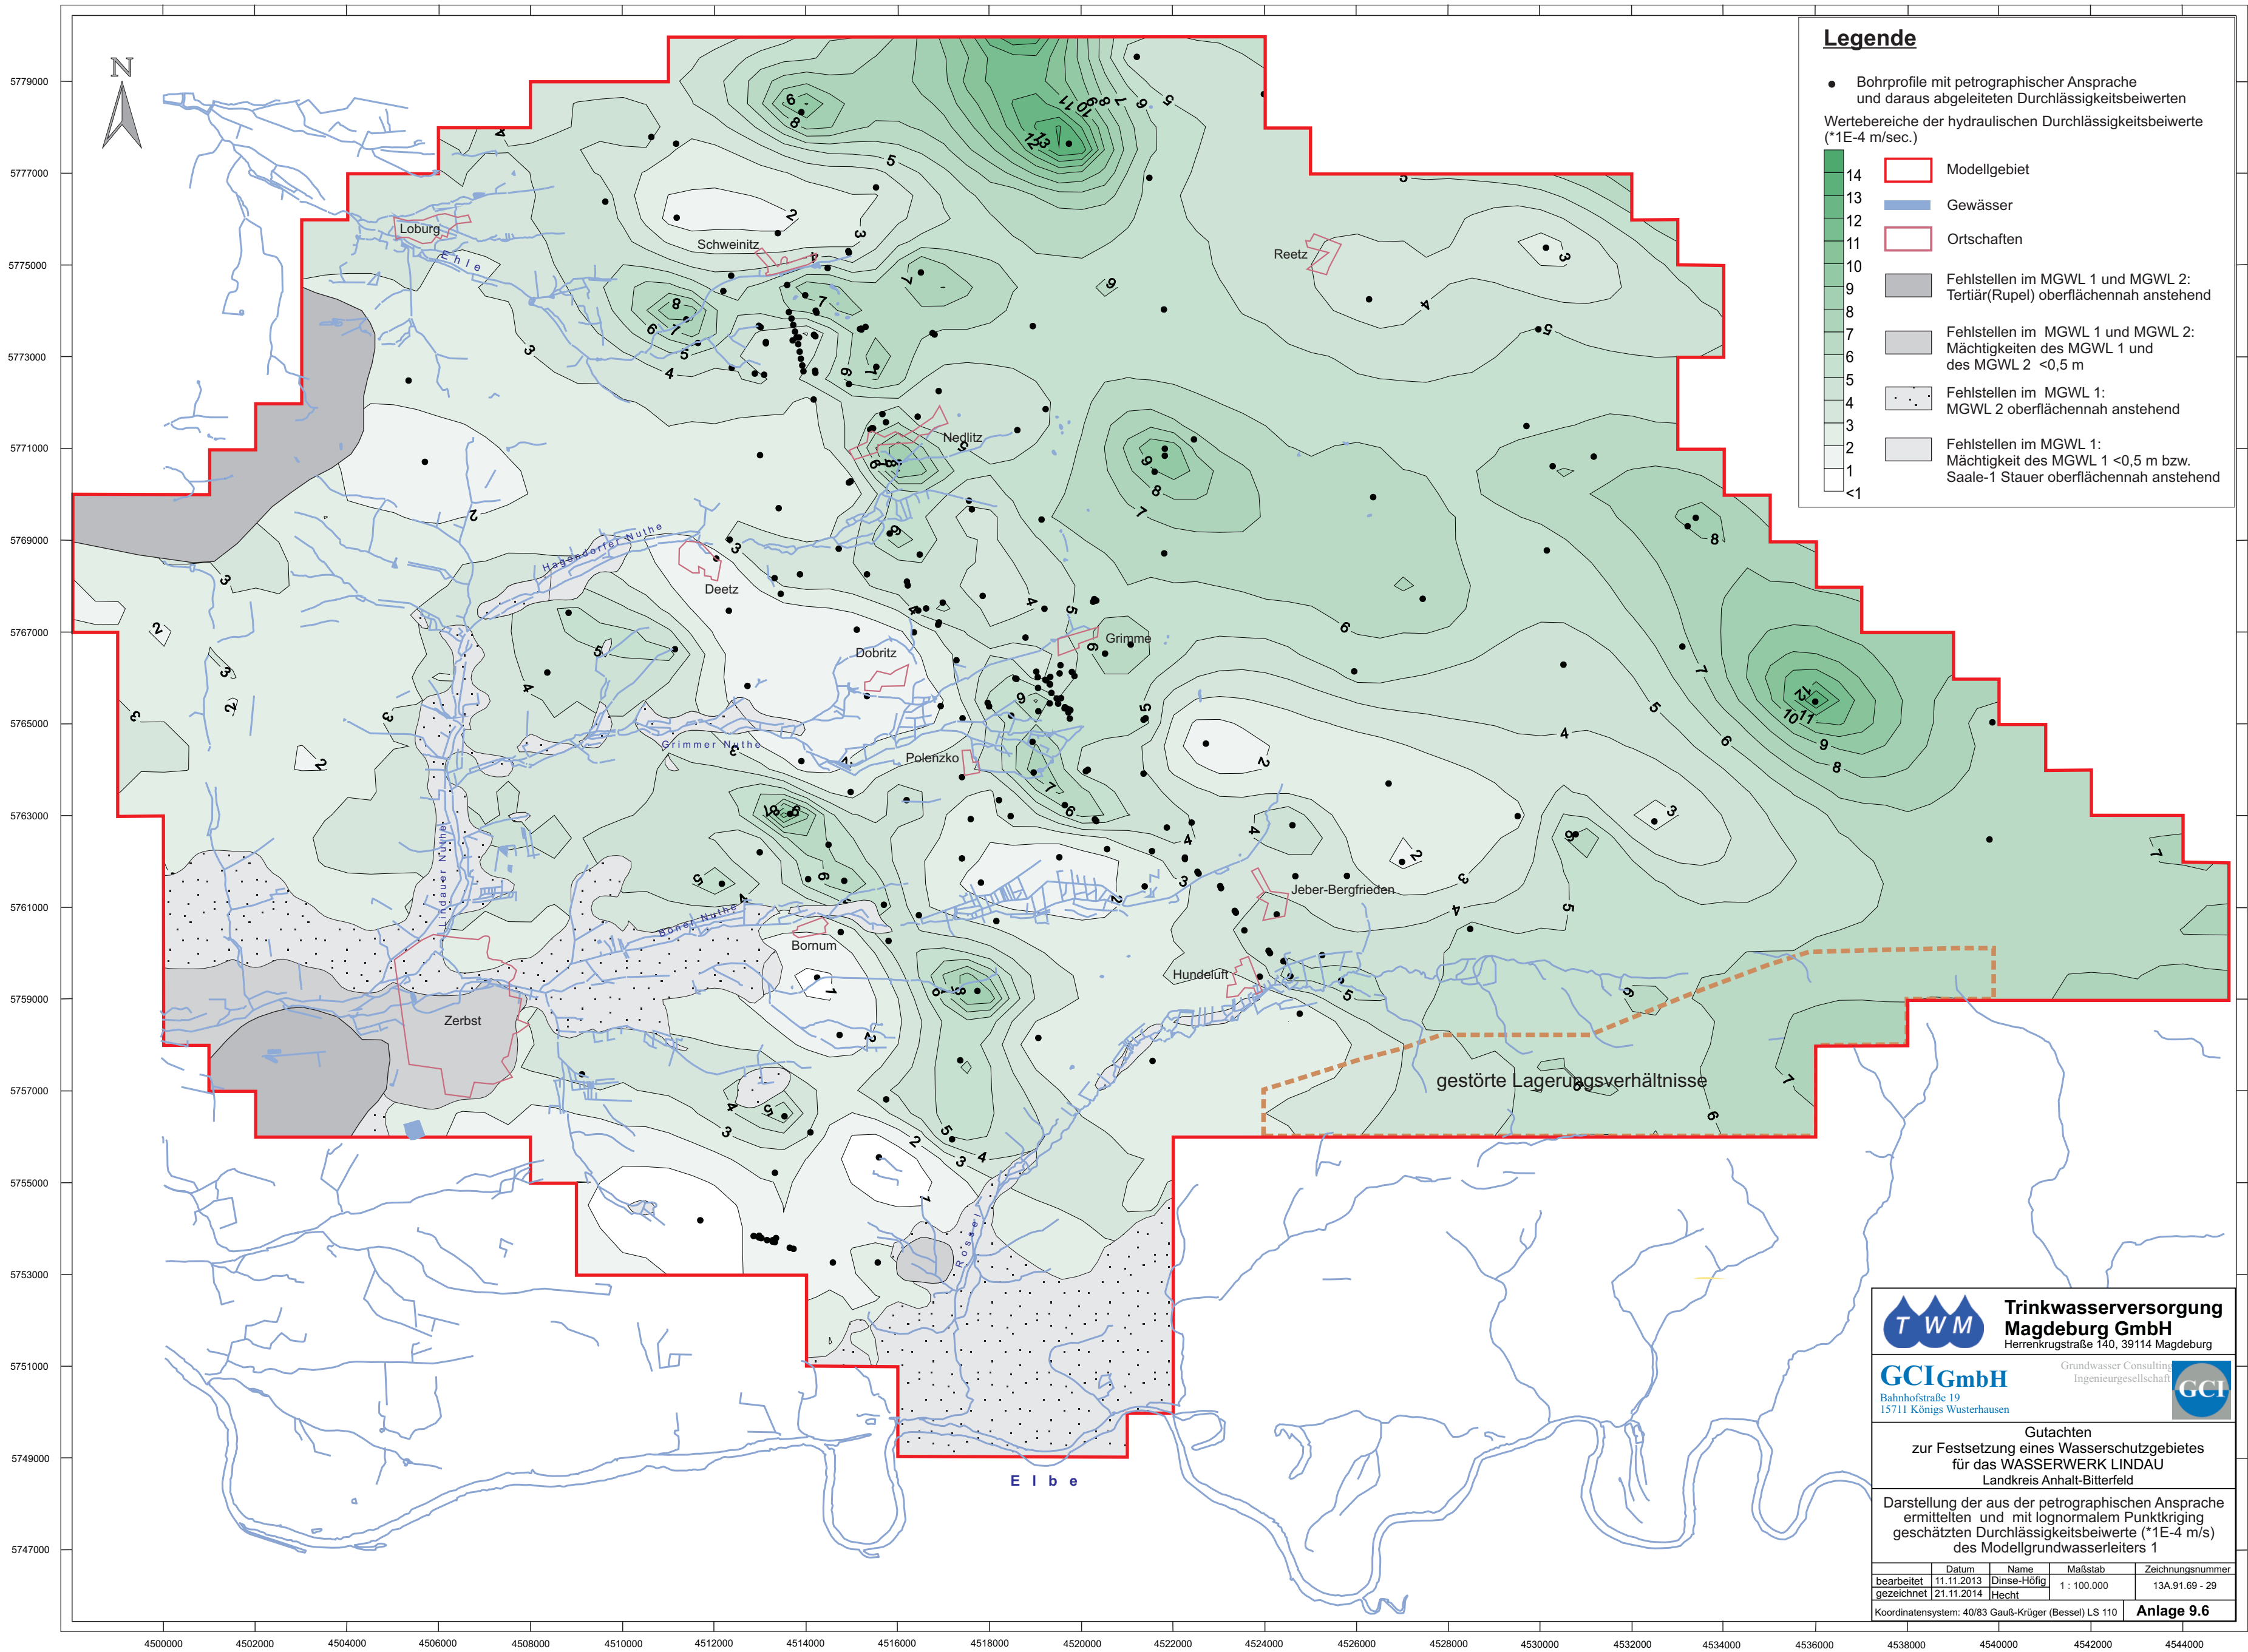 Legende
Bohrprofile mit petrographischer Ansprache
und daraus abgeleiteten Durchlässigkeitsbeiwerten
Wertebereiche der hydraulischen Durchlässigkeitsbeiwerte
(*1E-4 m/sec.)
14
13
12
11
10
9
8
7
6
5
4
3
2
1
<1
Modellgebiet
Gewässer
Ortschaften
Fehlstellen im MGWL 1 und MGWL 2:
Tertiär(Rupel) oberflächennah anstehend
Fehlstellen im MGWL 1 und MGWL 2:
Mächtigkeiten des MGWL 1 und
des MGWL 2 <0,5 m
Fehlstellen im MGWL 1:
MGWL 2 oberflächennah anstehend
Fehlstellen im MGWL 1:
Mächtigkeit des MGWL 1 <0,5 m bzw.
Saale-1 Stauer oberflächennah anstehend
N
5779000
5777000
5775000
5773000
5771000
5769000
5767000
5765000
5763000
5761000
5759000
5757000
5755000
5753000
5751000
5749000
5747000
Loburg
Ehle
Schweinitz
Reetz
Nedlitz
Hagendorfer Nuthe
Deetz
Dobritz
Grimme
Grimmer Nuthe
Polenzko
Lindauer Nuthe
Boner Nuthe
Bornum
Jeber-Bergfrieden
Hundeluft
Zerbst
gestörte Lagerungsverhältnisse
Rossel
Elbe
TWM
Trinkwasserversorgung
Magdeburg GmbH
Herrenkrugstraße 140, 39114 Magdeburg
GCI GmbH
Bahnhofstraße 19
15711 Königs Wusterhausen
Grundwasser Consulting
Ingenieurgesellschaft
GCI
Gutachten
zur Festsetzung eines Wasserschutzgebietes
für das WASSERWERK LINDAU
Landkreis Anhalt-Bitterfeld
Darstellung der aus der petrographischen Ansprache
ermittelten und mit lognormalem Punktkriging
geschätzten Durchlässigkeitsbeiwerte (*1E-4 m/s)
des Modellgrundwasserleiters 1
Datum Name Maßstab Zeichnungsnummer
bearbeitet 11.11.2013 Dinse-Höfig 1 : 100.000 13A.91.69 - 29
gezeichnet 21.11.2014 Hecht
Koordinatensystem: 40/83 Gauß-Krüger (Bessel) LS 110 Anlage 9.6
4500000 4502000 4504000 4506000 4508000 4510000 4512000 4514000 4516000 4518000 4520000 4522000 4524000 4526000 4528000 4530000 4532000 4534000 4536000 4538000 4540000 4542000 4544000